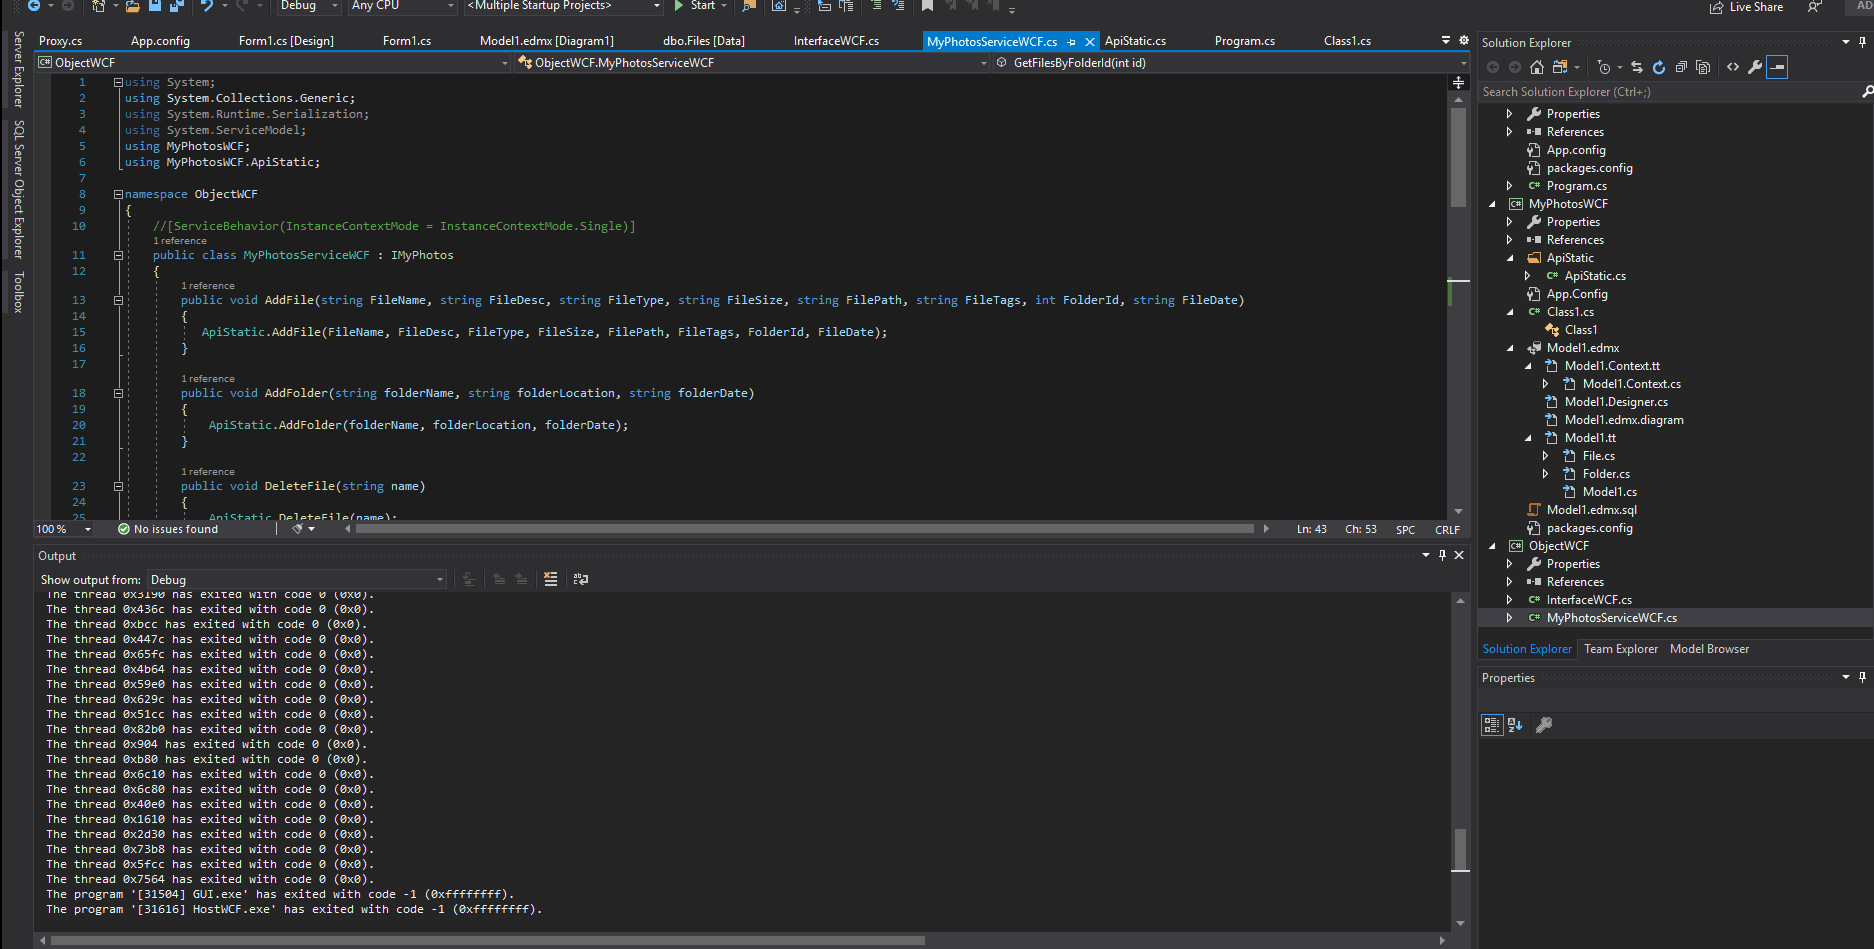 Debug
Any CPU
<Multiple Startup Projects>
Start
Live Share
AD
Proxy.cs
App.config
Form1.cs [Design]
Form1.cs
Model1.edmx [Diagram1]
dbo.Files [Data]
InterfaceWCF.cs
MyPhotosServiceWCF.cs
ApiStatic.cs
Program.cs
Class1.cs
Server Explorer
SQL Server Object Explorer
Toolbox
C# ObjectWCF
ObjectWCF.MyPhotosServiceWCF
GetFilesByFolderId(int id)
1 using System;
2 using System.Collections.Generic;
3 using System.Runtime.Serialization;
4 using System.ServiceModel;
5 using MyPhotosWCF;
6 using MyPhotosWCF.ApiStatic;
7
8 namespace ObjectWCF
9 {
10 //[ServiceBehavior(InstanceContextMode = InstanceContextMode.Single)]
1 reference
11 public class MyPhotosServiceWCF : IMyPhotos
12 {
1 reference
13 public void AddFile(string FileName, string FileDesc, string FileType, string FileSize, string FilePath, string FileTags, int FolderId, string FileDate)
14 {
15 ApiStatic.AddFile(FileName, FileDesc, FileType, FileSize, FilePath, FileTags, FolderId, FileDate);
16 }
17
1 reference
18 public void AddFolder(string folderName, string folderLocation, string folderDate)
19 {
20 ApiStatic.AddFolder(folderName, folderLocation, folderDate);
21 }
22
1 reference
23 public void DeleteFile(string name)
24 {
25 ApiStatic.DeleteFile(name);
100 %
No issues found
Ln: 43
Ch: 53
SPC
CRLF
Output
Show output from: Debug
The thread 0x3190 has exited with code 0 (0x0).
The thread 0x436c has exited with code 0 (0x0).
The thread 0xbcc has exited with code 0 (0x0).
The thread 0x447c has exited with code 0 (0x0).
The thread 0x65fc has exited with code 0 (0x0).
The thread 0x4b64 has exited with code 0 (0x0).
The thread 0x59e0 has exited with code 0 (0x0).
The thread 0x629c has exited with code 0 (0x0).
The thread 0x51cc has exited with code 0 (0x0).
The thread 0x82b0 has exited with code 0 (0x0).
The thread 0x904 has exited with code 0 (0x0).
The thread 0xb80 has exited with code 0 (0x0).
The thread 0x6c10 has exited with code 0 (0x0).
The thread 0x6c80 has exited with code 0 (0x0).
The thread 0x40e0 has exited with code 0 (0x0).
The thread 0x1610 has exited with code 0 (0x0).
The thread 0x2d30 has exited with code 0 (0x0).
The thread 0x73b8 has exited with code 0 (0x0).
The thread 0x5fcc has exited with code 0 (0x0).
The thread 0x7564 has exited with code 0 (0x0).
The program '[31504] GUI.exe' has exited with code -1 (0xffffffff).
The program '[31616] HostWCF.exe' has exited with code -1 (0xffffffff).
Solution Explorer
Search Solution Explorer (Ctrl+;)
Properties
References
App.config
packages.config
C# Program.cs
C# MyPhotosWCF
Properties
References
ApiStatic
C# ApiStatic.cs
App.Config
C# Class1.cs
Class1
Model1.edmx
Model1.Context.tt
Model1.Context.cs
Model1.Designer.cs
Model1.edmx.diagram
Model1.tt
File.cs
Folder.cs
Model1.cs
Model1.edmx.sql
packages.config
C# ObjectWCF
Properties
References
C# InterfaceWCF.cs
C# MyPhotosServiceWCF.cs
Solution Explorer
Team Explorer
Model Browser
Properties